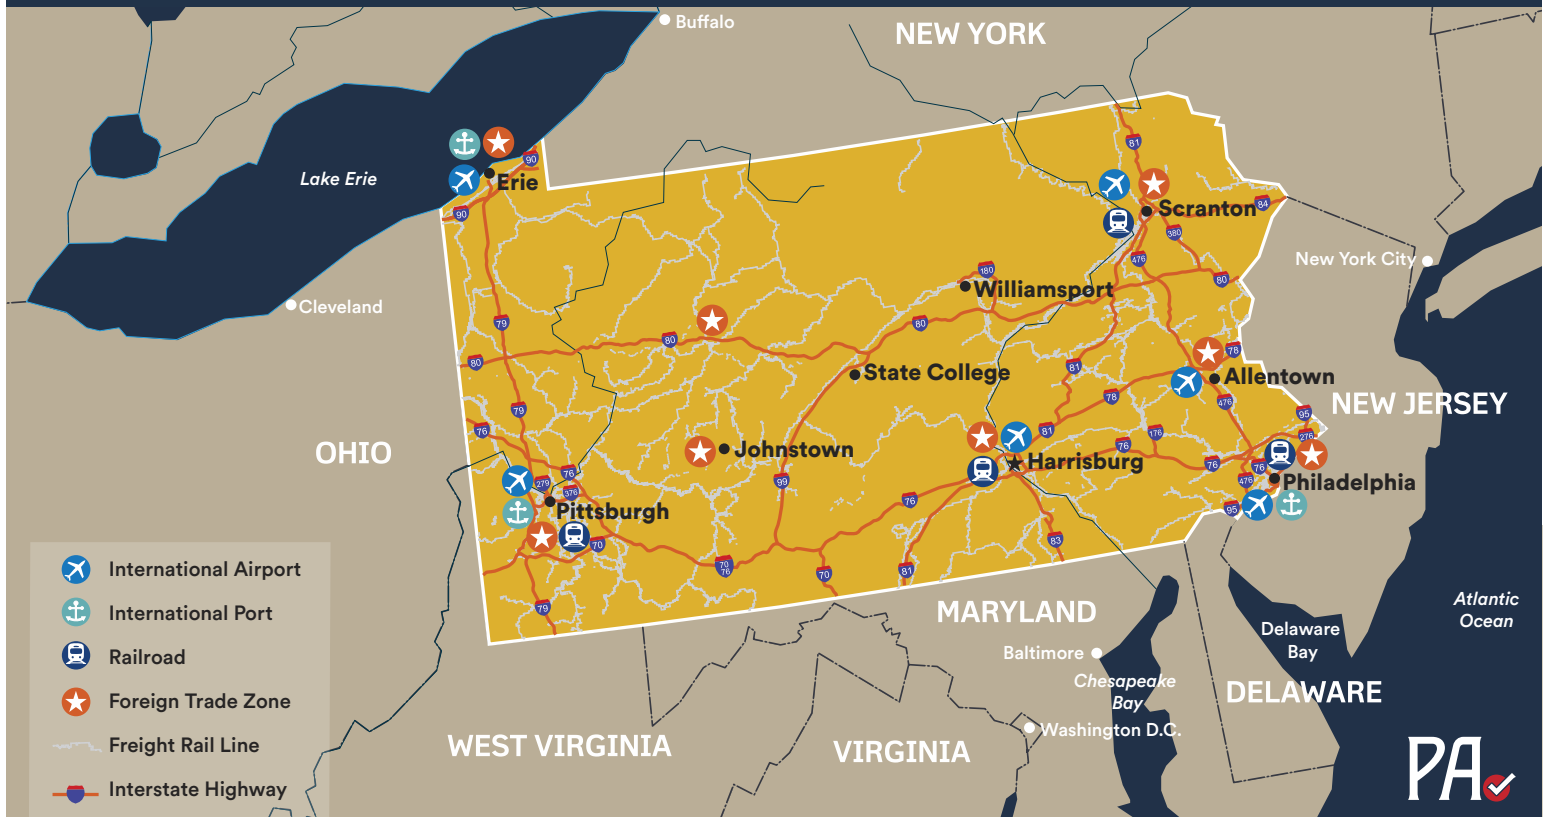 Buffalo
NEW YORK
81
90
Lake Erie
Erie
90
Scranton
84
380
476
New York City
180
80
Williamsport
Cleveland
79
80
80
78
80
State College
81
Allentown
79
78
476
NEW JERSEY
95
76
81
176
276
OHIO
76
Johnstown
Harrisburg
76
76
76
279
376
99
476
Philadelphia
76
Pittsburgh
95
70
83
70
76
70
81
International Airport
79
Atlantic
Ocean
International Port
MARYLAND
Delaware
Bay
Baltimore
Railroad
Chesapeake
Bay
DELAWARE
Foreign Trade Zone
Washington D.C.
Freight Rail Line
WEST VIRGINIA
VIRGINIA
PA
Interstate Highway